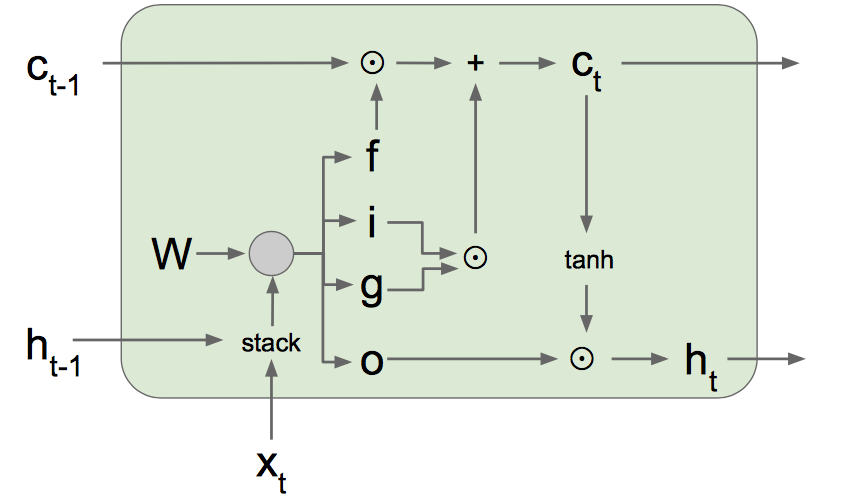 c_{t-1} ⊙ + c_t
f
i
W ⊙ tanh
g
h_{t-1} stack o ⊙ h_t
x_t